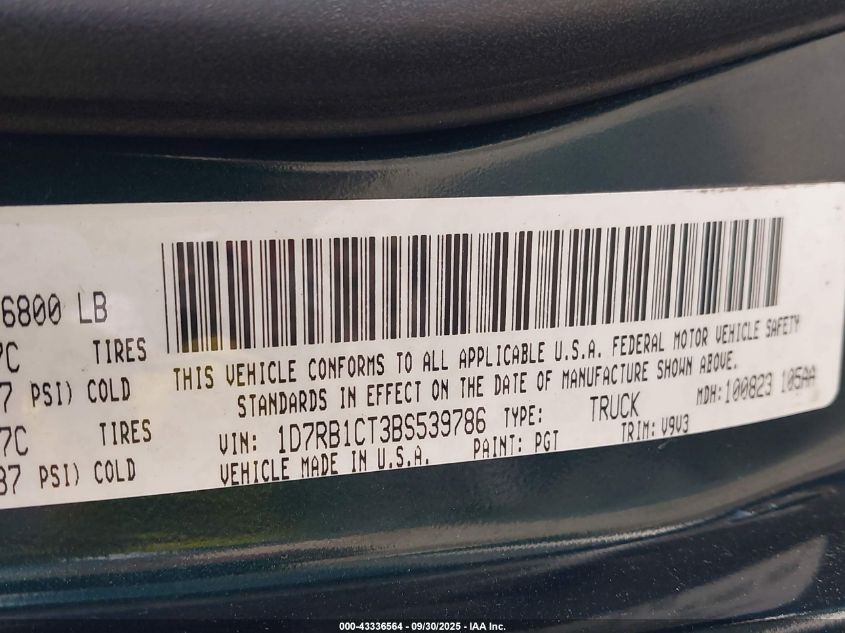 6800 LB
7C TIRES
7 PSI) COLD
7C TIRES
37 PSI) COLD
THIS VEHICLE CONFORMS TO ALL APPLICABLE U.S.A. FEDERAL MOTOR VEHICLE SAFETY
STANDARDS IN EFFECT ON THE DATE OF MANUFACTURE SHOWN ABOVE.
MDH: 100823 105AA
VIN: 1D7RB1CT3BS539786 TYPE: TRUCK
VEHICLE MADE IN U.S.A. PAINT: PGT TRIM: V9V3
000-43336564 - 09/30/2025 - IAA Inc.